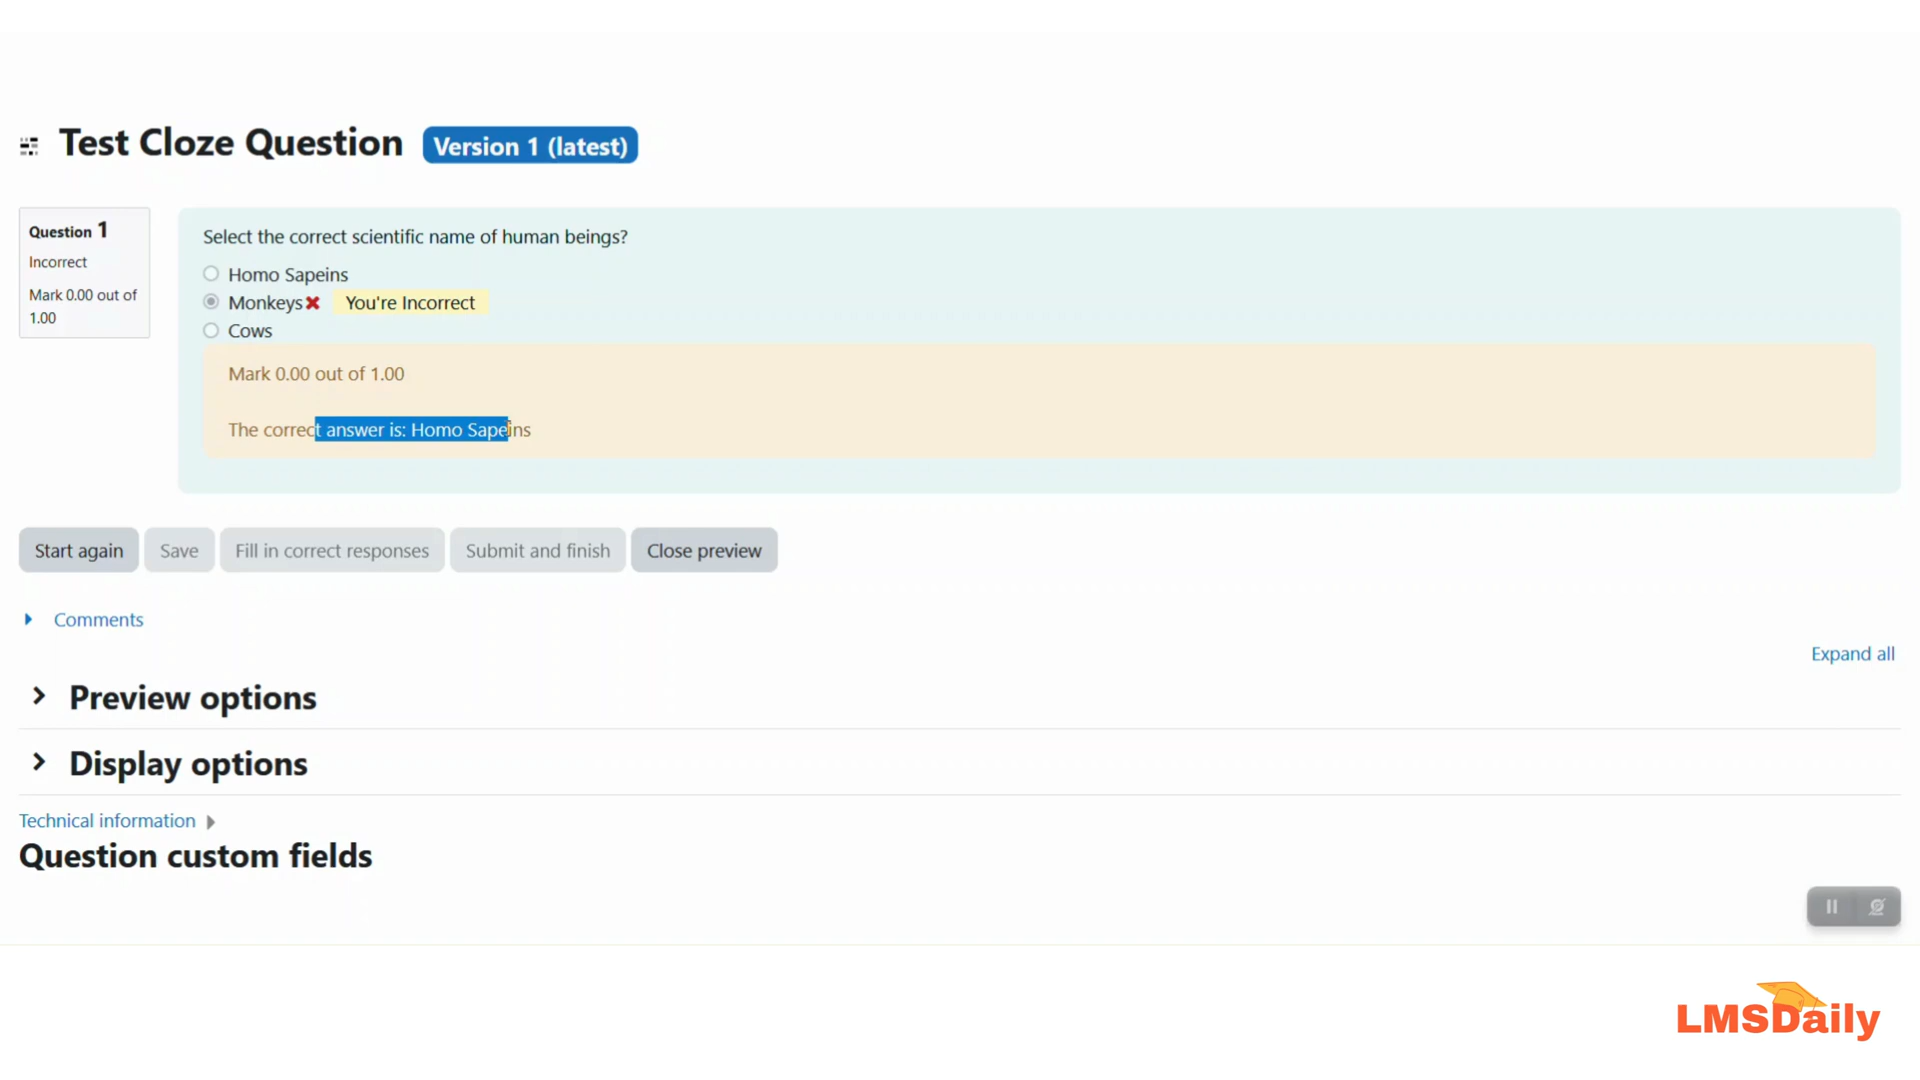 Test Cloze Question Version 1 (latest)
Question 1
Incorrect
Mark 0.00 out of
1.00
Select the correct scientific name of human beings?
Homo Sapeins
Monkeys You're Incorrect
Cows
Mark 0.00 out of 1.00
The correct answer is: Homo Sapeins
Start again Save Fill in correct responses Submit and finish Close preview
Comments
Expand all
Preview options
Display options
Technical information
Question custom fields
LMSDaily